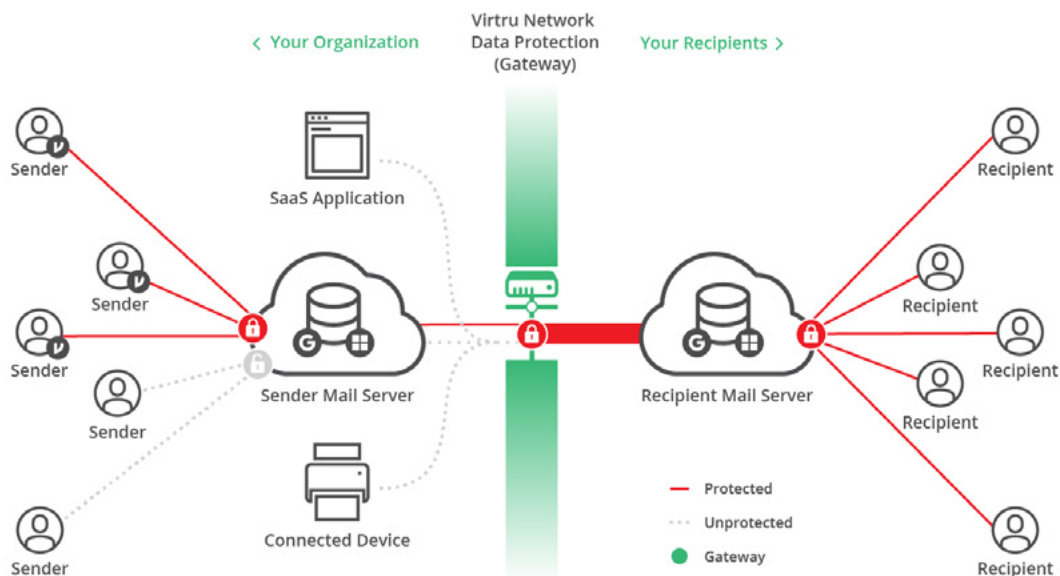 Virtru Network
Data Protection
(Gateway)
< Your Organization
Your Recipients >
Sender
SaaS Application
Recipient
Sender
Recipient
Sender
Sender Mail Server
G
Recipient Mail Server
G
Recipient
Sender
Recipient
Connected Device
Protected
Unprotected
Gateway
Sender
Recipient